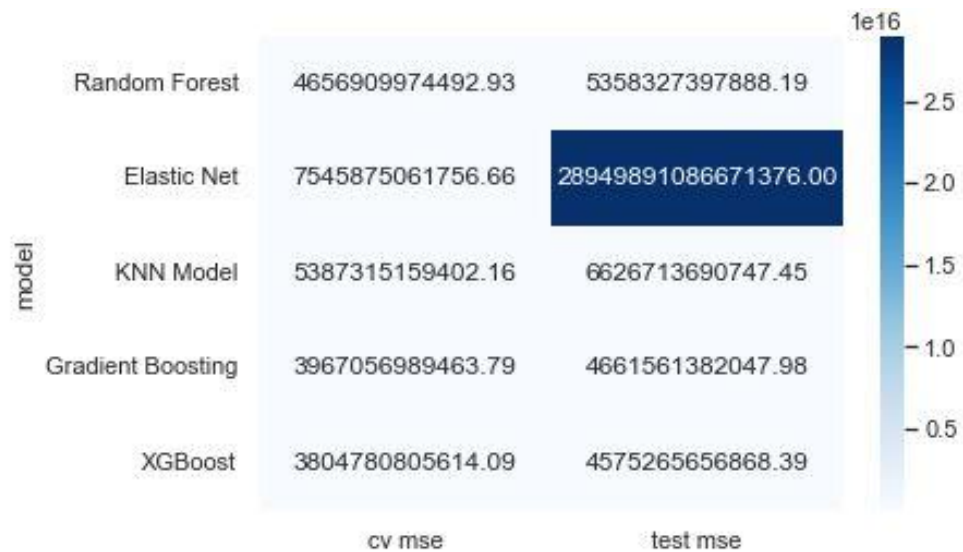 1e16
Random Forest 4656909974492.93 5358327397888.19
2.5
Elastic Net 7545875061756.66 28949891086671376.00
2.0
model
KNN Model 5387315159402.16 6626713690747.45
1.5
Gradient Boosting 3967056989463.79 4661561382047.98
1.0
XGBoost 3804780805614.09 4575265656868.39
0.5
cv mse test mse